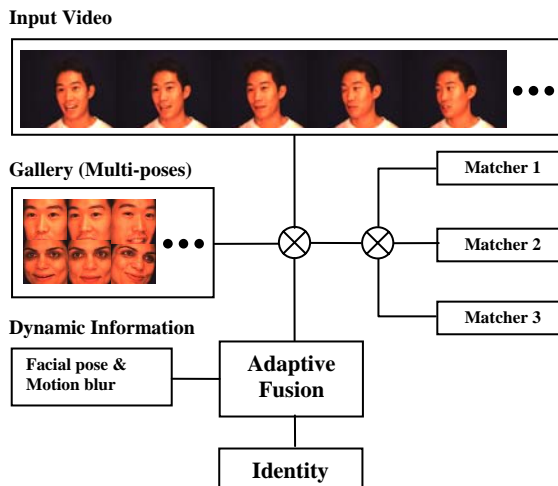 Input Video
Gallery (Multi-poses)
Matcher 1
Matcher 2
Matcher 3
Dynamic Information
Facial pose &
Motion blur
Adaptive
Fusion
Identity